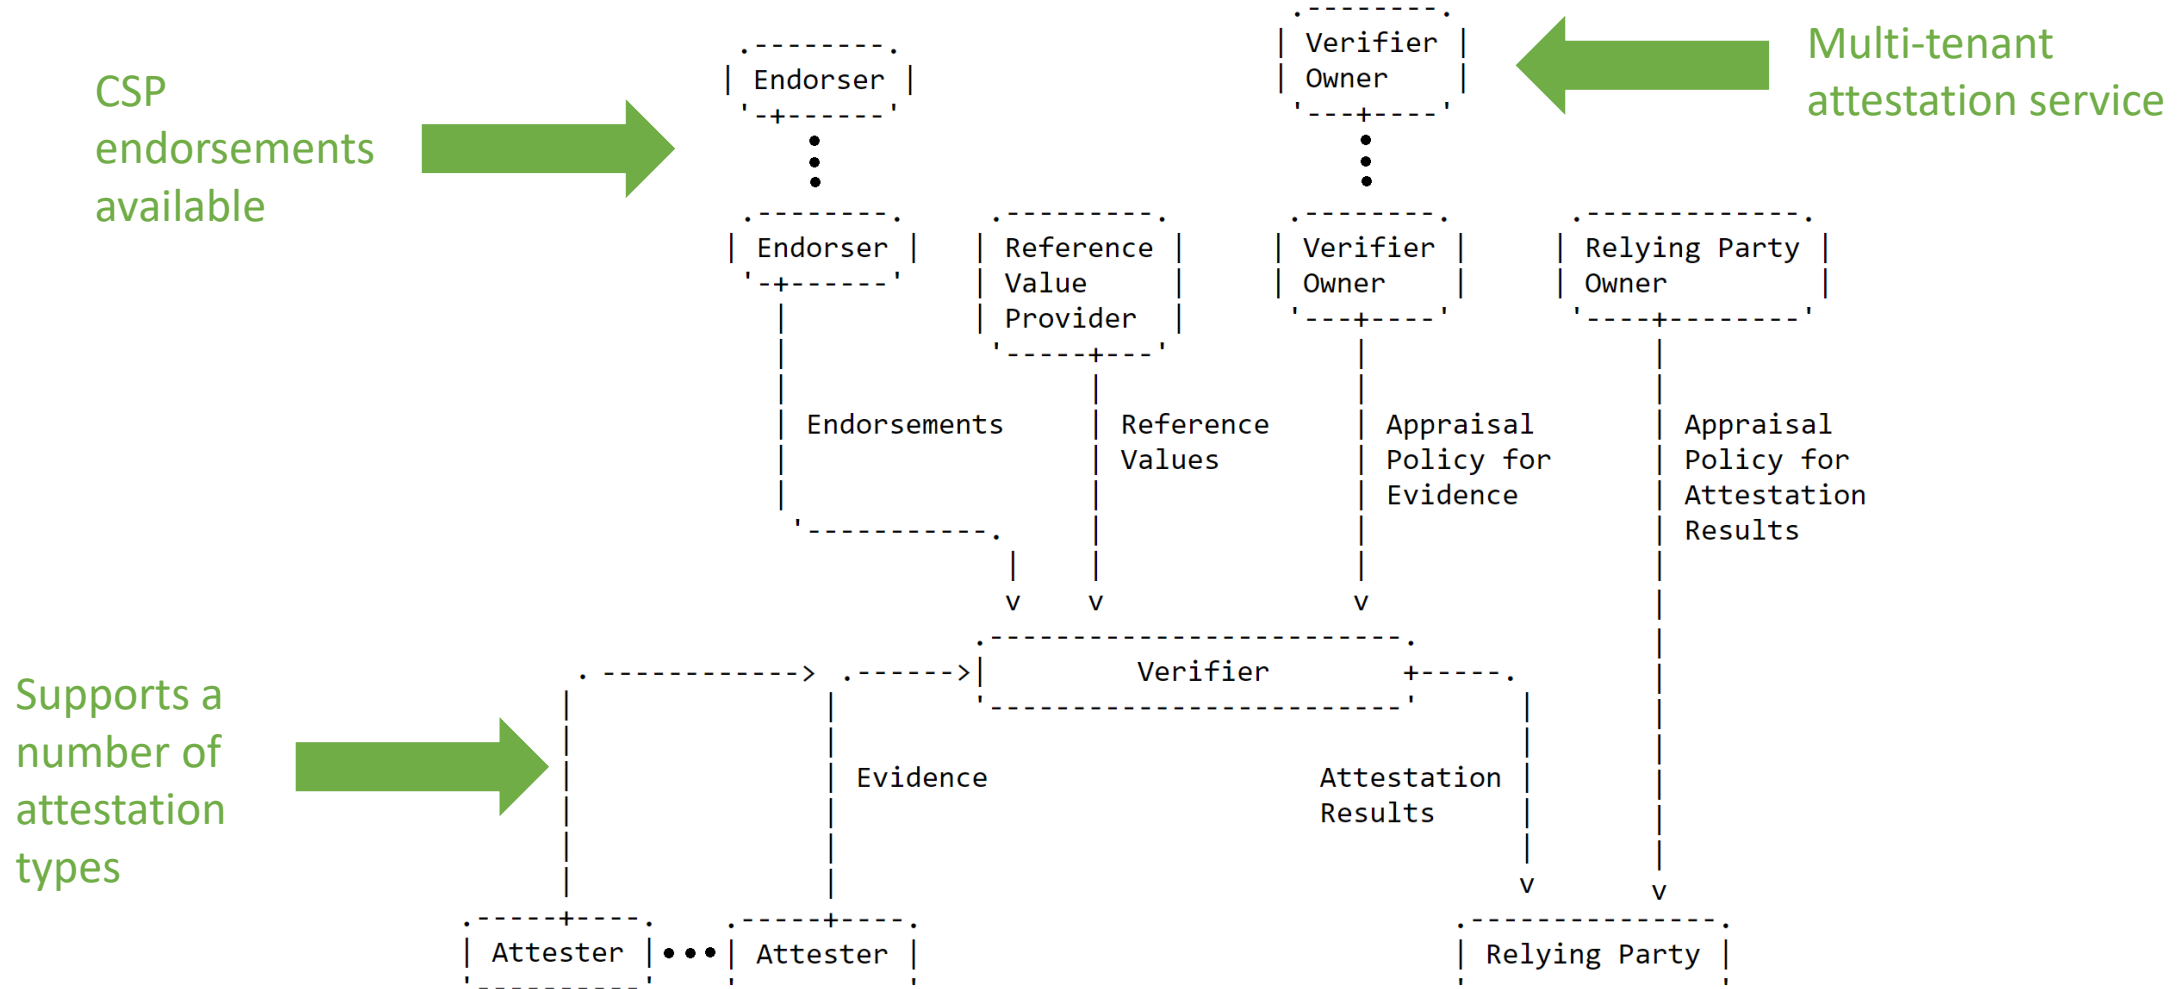 CSP
endorsements
available
Multi-tenant
attestation service
Endorser
Verifier
Owner
Endorser
Reference
Value
Provider
Verifier
Owner
Relying Party
Owner
Endorsements
Reference
Values
Appraisal
Policy for
Evidence
Appraisal
Policy for
Attestation
Results
Verifier
Supports a
number of
attestation
types
Evidence
Attestation
Results
Attester
Attester
Relying Party